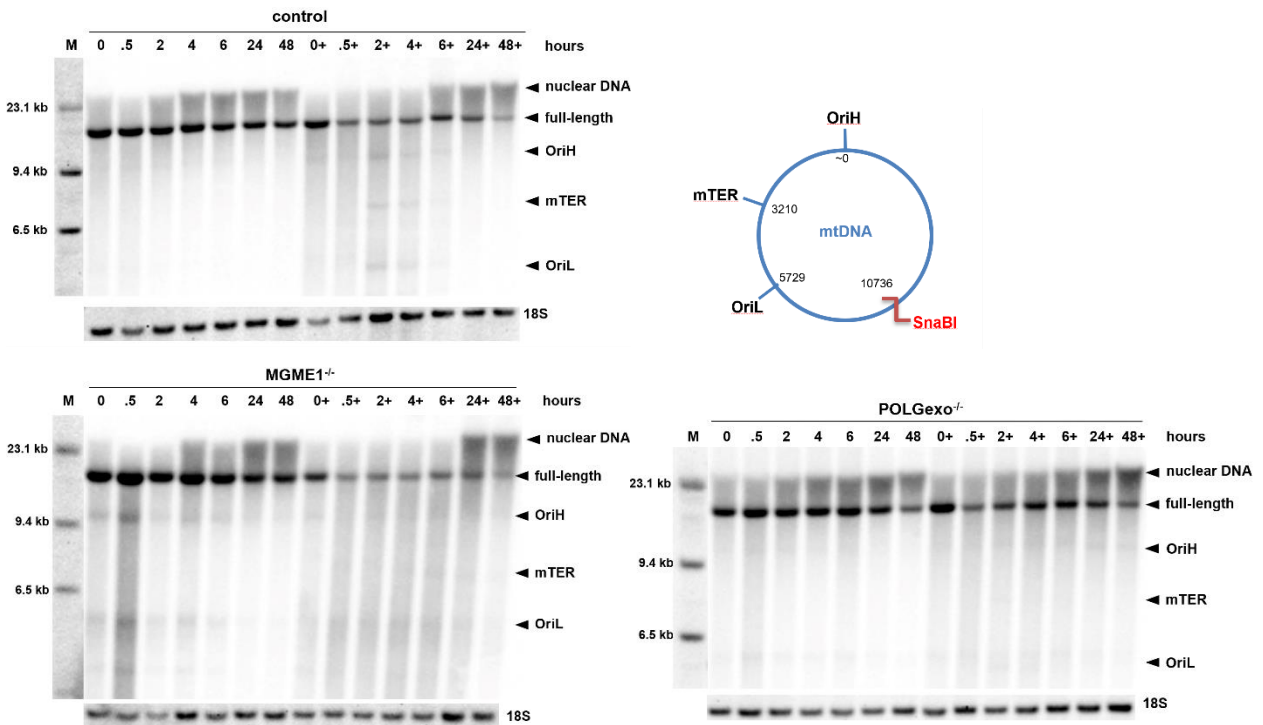 control
M 0 .5 2 4 6 24 48 0+ .5+ 2+ 4+ 6+ 24+ 48+ hours
nuclear DNA
23.1 kb
full-length
OriH
9.4 kb
mTER
6.5 kb
OriL
18S
OriH
~0
mTER
3210
mtDNA
5729
10736
OriL
SnaBI
MGME1-/-
M 0 .5 2 4 6 24 48 0+ .5+ 2+ 4+ 6+ 24+ 48+ hours
nuclear DNA
23.1 kb
full-length
OriH
9.4 kb
mTER
6.5 kb
OriL
18S
POLGexo-/-
M 0 .5 2 4 6 24 48 0+ .5+ 2+ 4+ 6+ 24+ 48+ hours
nuclear DNA
23.1 kb
full-length
OriH
9.4 kb
mTER
6.5 kb
OriL
18S